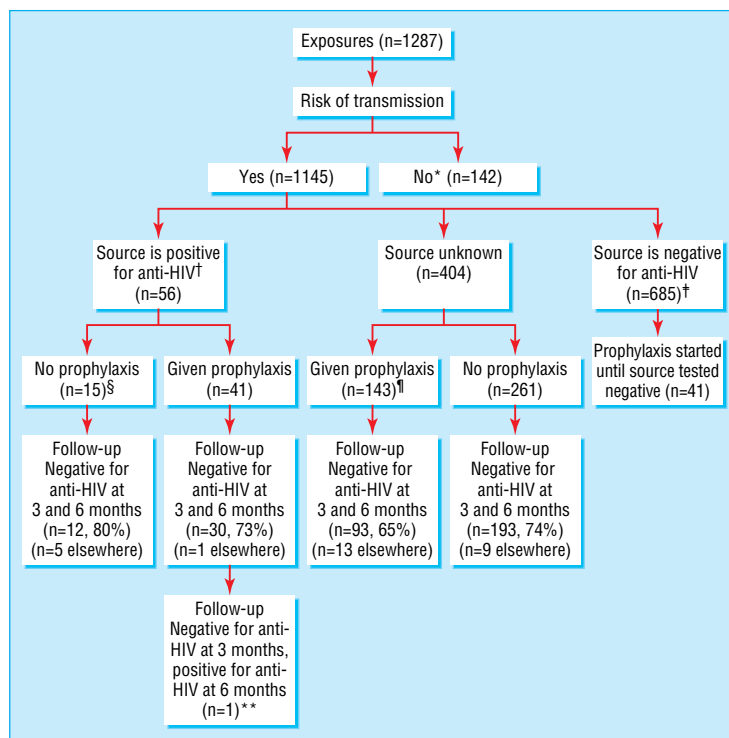 Exposures (n=1287)
Risk of transmission
Yes (n=1145)
No* (n=142)
Source is positive
for anti-HIV†
(n=56)
Source unknown
(n=404)
Source is negative
for anti-HIV
(n=685)‡
No prophylaxis
(n=15)§
Given prophylaxis
(n=41)
Given prophylaxis
(n=143)¶
No prophylaxis
(n=261)
Prophylaxis started
until source tested
negative (n=41)
Follow-up
Negative for
anti-HIV at
3 and 6 months
(n=12, 80%)
(n=5 elsewhere)
Follow-up
Negative for
anti-HIV at
3 and 6 months
(n=30, 73%)
(n=1 elsewhere)
Follow-up
Negative for
anti-HIV at
3 and 6 months
(n=93, 65%)
(n=13 elsewhere)
Follow-up
Negative for
anti-HIV at
3 and 6 months
(n=193, 74%)
(n=9 elsewhere)
Follow-up
Negative for anti-
HIV at 3 months,
positive for anti-
HIV at 6 months
(n=1)**